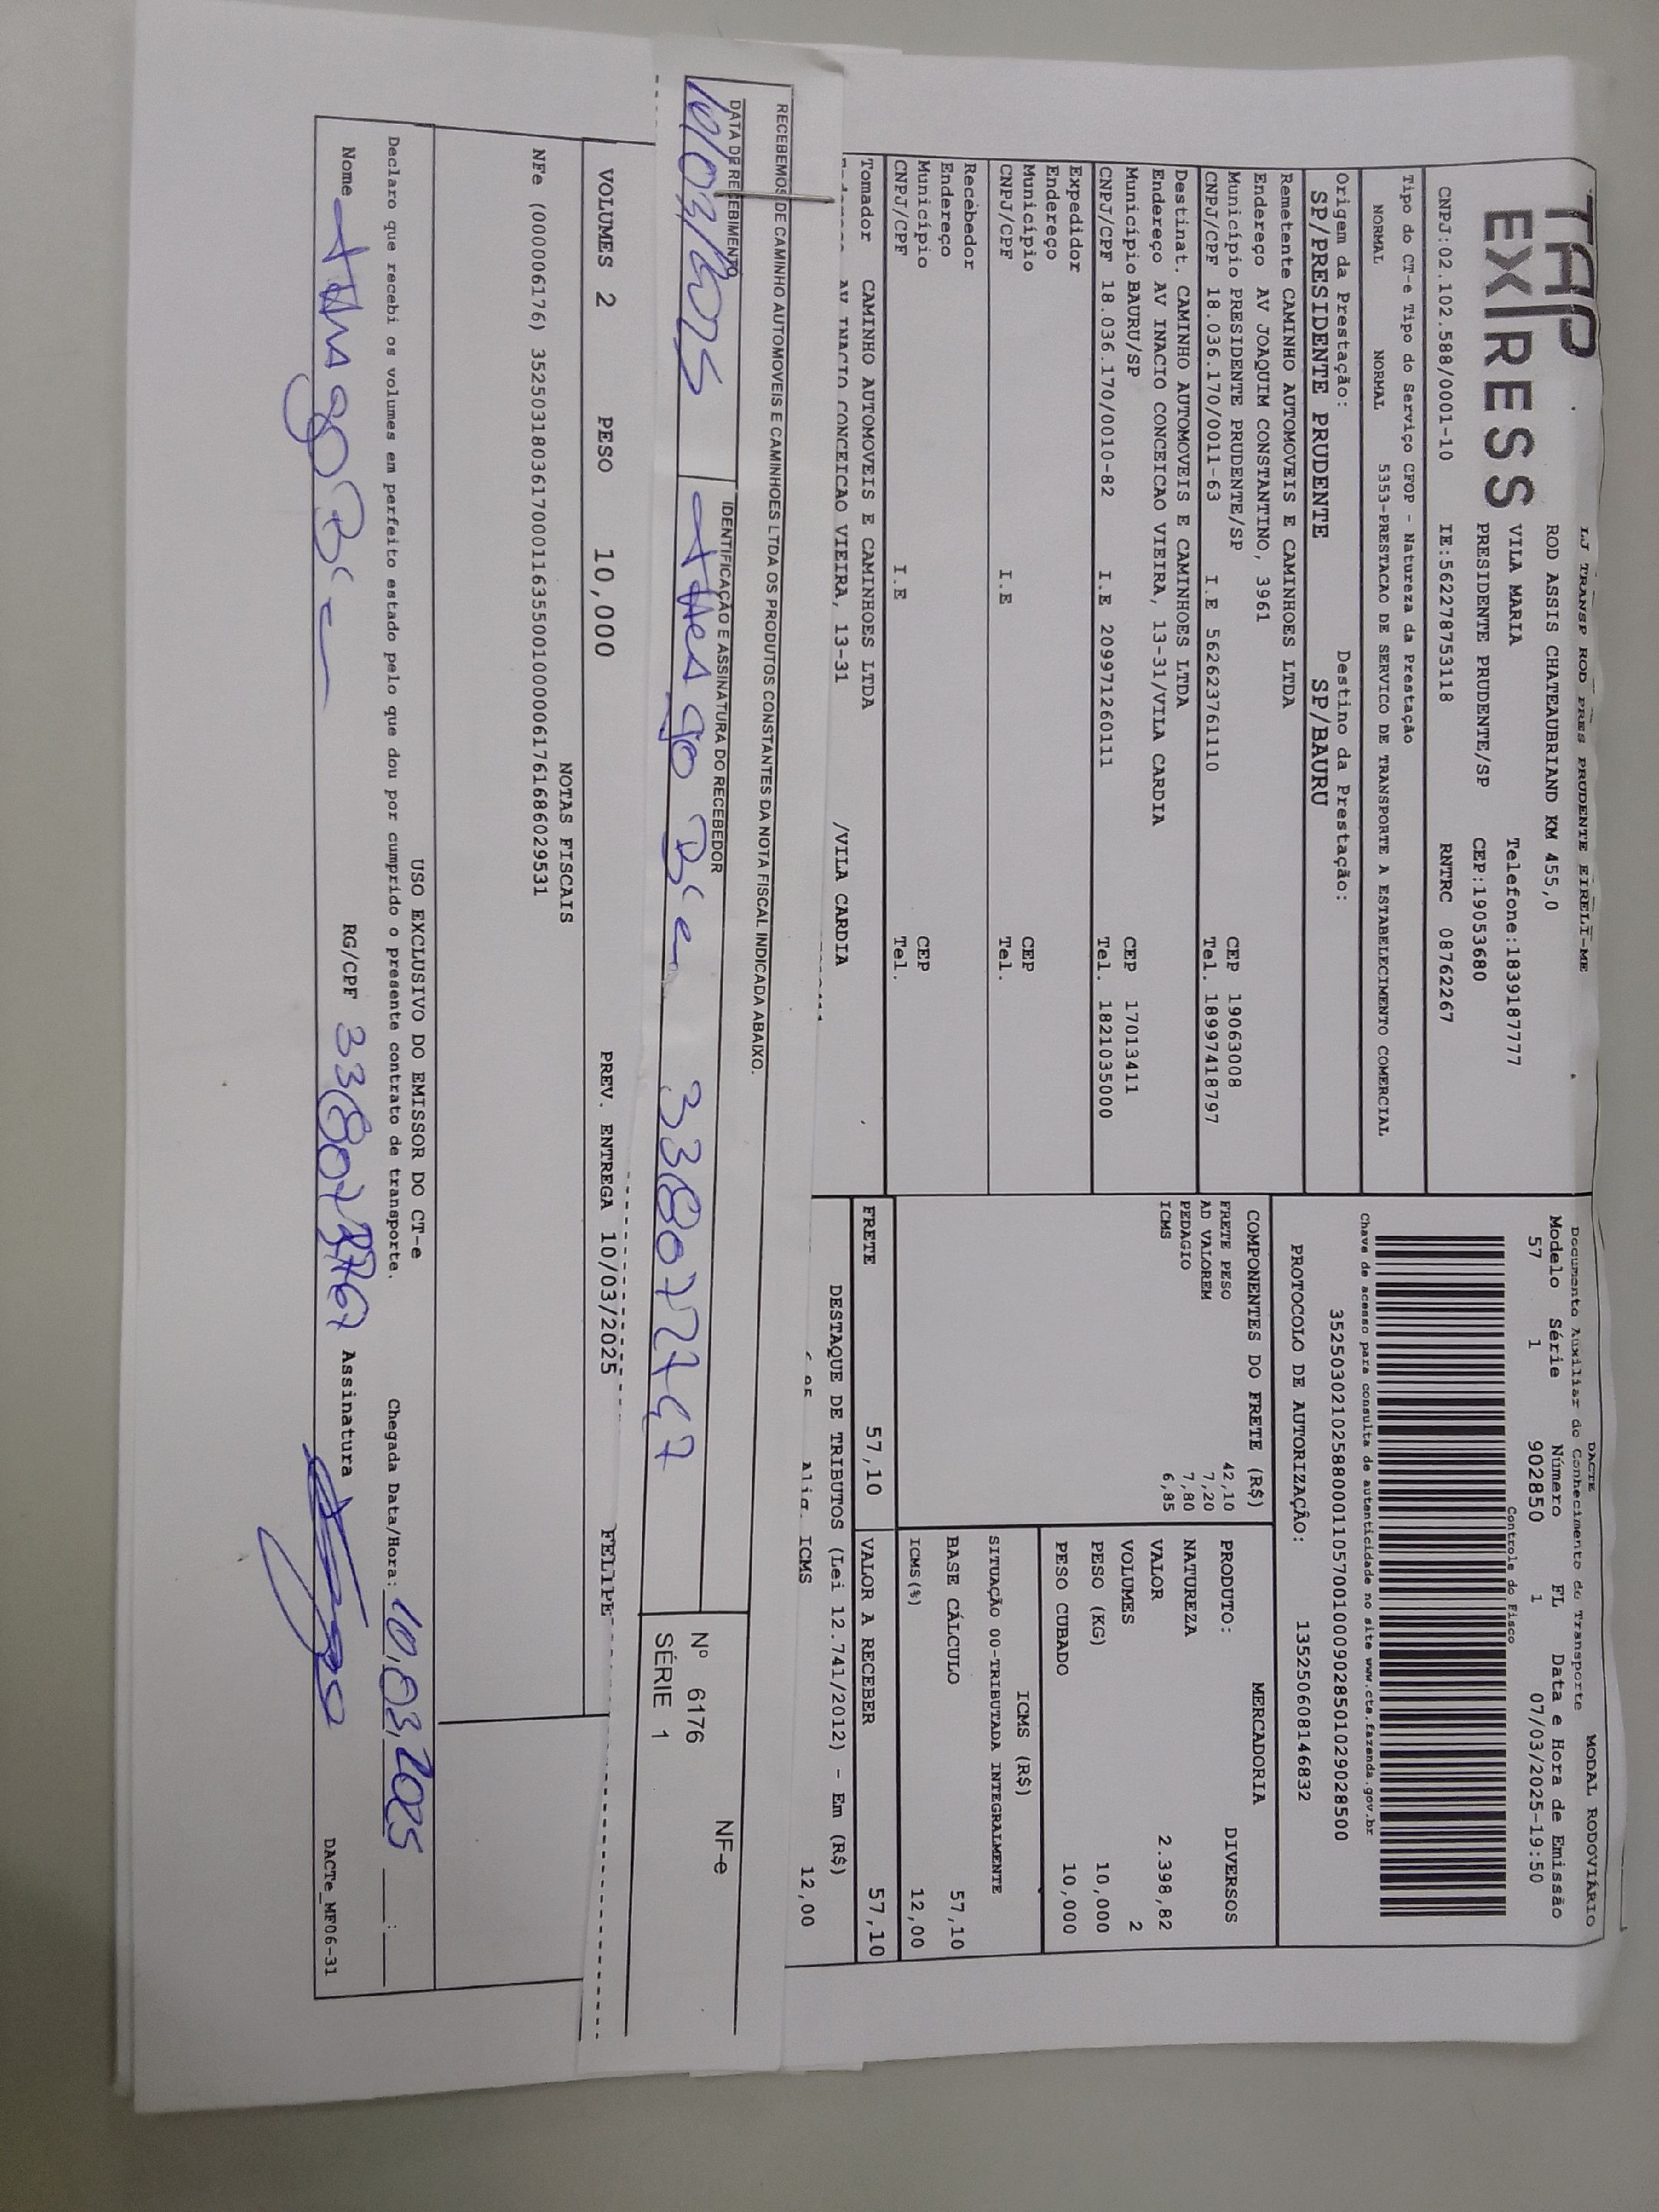 TAP
EXPRESS
LJ TRANSP ROD PRES PRUDENTE EIRELI-ME
ROD ASSIS CHATEAUBRIAND KM 455,0
VILA MARIA Telefone:1839187777
PRESIDENTE PRUDENTE/SP CEP:19053680
CNPJ:02.102.588/0001-10 IE:562278753118 RNTRC 08762267
Tipo do CT-e Tipo do Serviço CFOP - Natureza da Prestação
NORMAL NORMAL 5353-PRESTACAO DE SERVICO DE TRANSPORTE A ESTABELECIMENTO COMERCIAL
Origem da Prestação: Destino da Prestação:
SP/PRESIDENTE PRUDENTE SP/BAURU
Remetente CAMINHO AUTOMOVEIS E CAMINHOES LTDA
Endereço AV JOAQUIM CONSTANTINO, 3961
Município PRESIDENTE PRUDENTE/SP CEP 19063008
CNPJ/CPF 18.036.170/0011-63 I.E 562623761110 Tel. 18997418797
Destinat. CAMINHO AUTOMOVEIS E CAMINHOES LTDA
Endereço AV INACIO CONCEICAO VIEIRA, 13-31/VILA CARDIA
Município BAURU/SP CEP 17013411
CNPJ/CPF 18.036.170/0010-82 I.E 209971260111 Tel. 1821035000
Expedidor
Endereço
Município CEP
CNPJ/CPF I.E Tel.
Recebedor
Endereço
Município CEP
CNPJ/CPF I.E Tel.
Tomador CAMINHO AUTOMOVEIS E CAMINHOES LTDA
AV INACIO CONCEICAO VIEIRA, 13-31 /VILA CARDIA
DACTE MODAL RODOVIÁRIO
Documento Auxiliar do Conhecimento de Transporte
Modelo Série Número FL Data e Hora de Emissão
57 1 902850 1 07/03/2025-19:50
Controle do Fisco
Chave de acesso para consulta de autenticidade no site www.cte.fazenda.gov.br
35250302102588000110570010009028501029028500
PROTOCOLO DE AUTORIZAÇÃO: 135250608146832
COMPONENTES DO FRETE (R$)
FRETE PESO 42,10
AD VALOREM 7,20
PEDAGIO 7,80
ICMS 6,85
MERCADORIA
PRODUTO: DIVERSOS
NATUREZA
VALOR 2.398,82
VOLUMES 2
PESO (KG) 10,000
PESO CUBADO 10,000
ICMS (R$)
SITUAÇÃO 00-TRIBUTADA INTEGRALMENTE
BASE CÁLCULO 57,10
ICMS(%) 12,00
FRETE 57,10 VALOR A RECEBER 57,10
DESTAQUE DE TRIBUTOS (Lei 12.741/2012) - Em (R$)
Aliq. ICMS 12,00
RECEBEMOS DE CAMINHO AUTOMOVEIS E CAMINHOES LTDA OS PRODUTOS CONSTANTES DA NOTA FISCAL INDICADA ABAIXO.
DATA DE RECEBIMENTO IDENTIFICAÇÃO E ASSINATURA DO RECEBEDOR
10/03/2025
NF-e
Nº 6176
SÉRIE 1
VOLUMES 2 PESO 10,000 PREV. ENTREGA 10/03/2025 FELIPE
NOTAS FISCAIS
NFe (000006176) 35250318036170001163550010000061761686029531
USO EXCLUSIVO DO EMISSOR DO CT-e
Declaro que recebi os volumes em perfeito estado pelo que dou por cumprido o presente contrato de transporte. Chegada Data/Hora: 10,03,2025 :
Nome RG/CPF Assinatura
DACTe_MF06-31